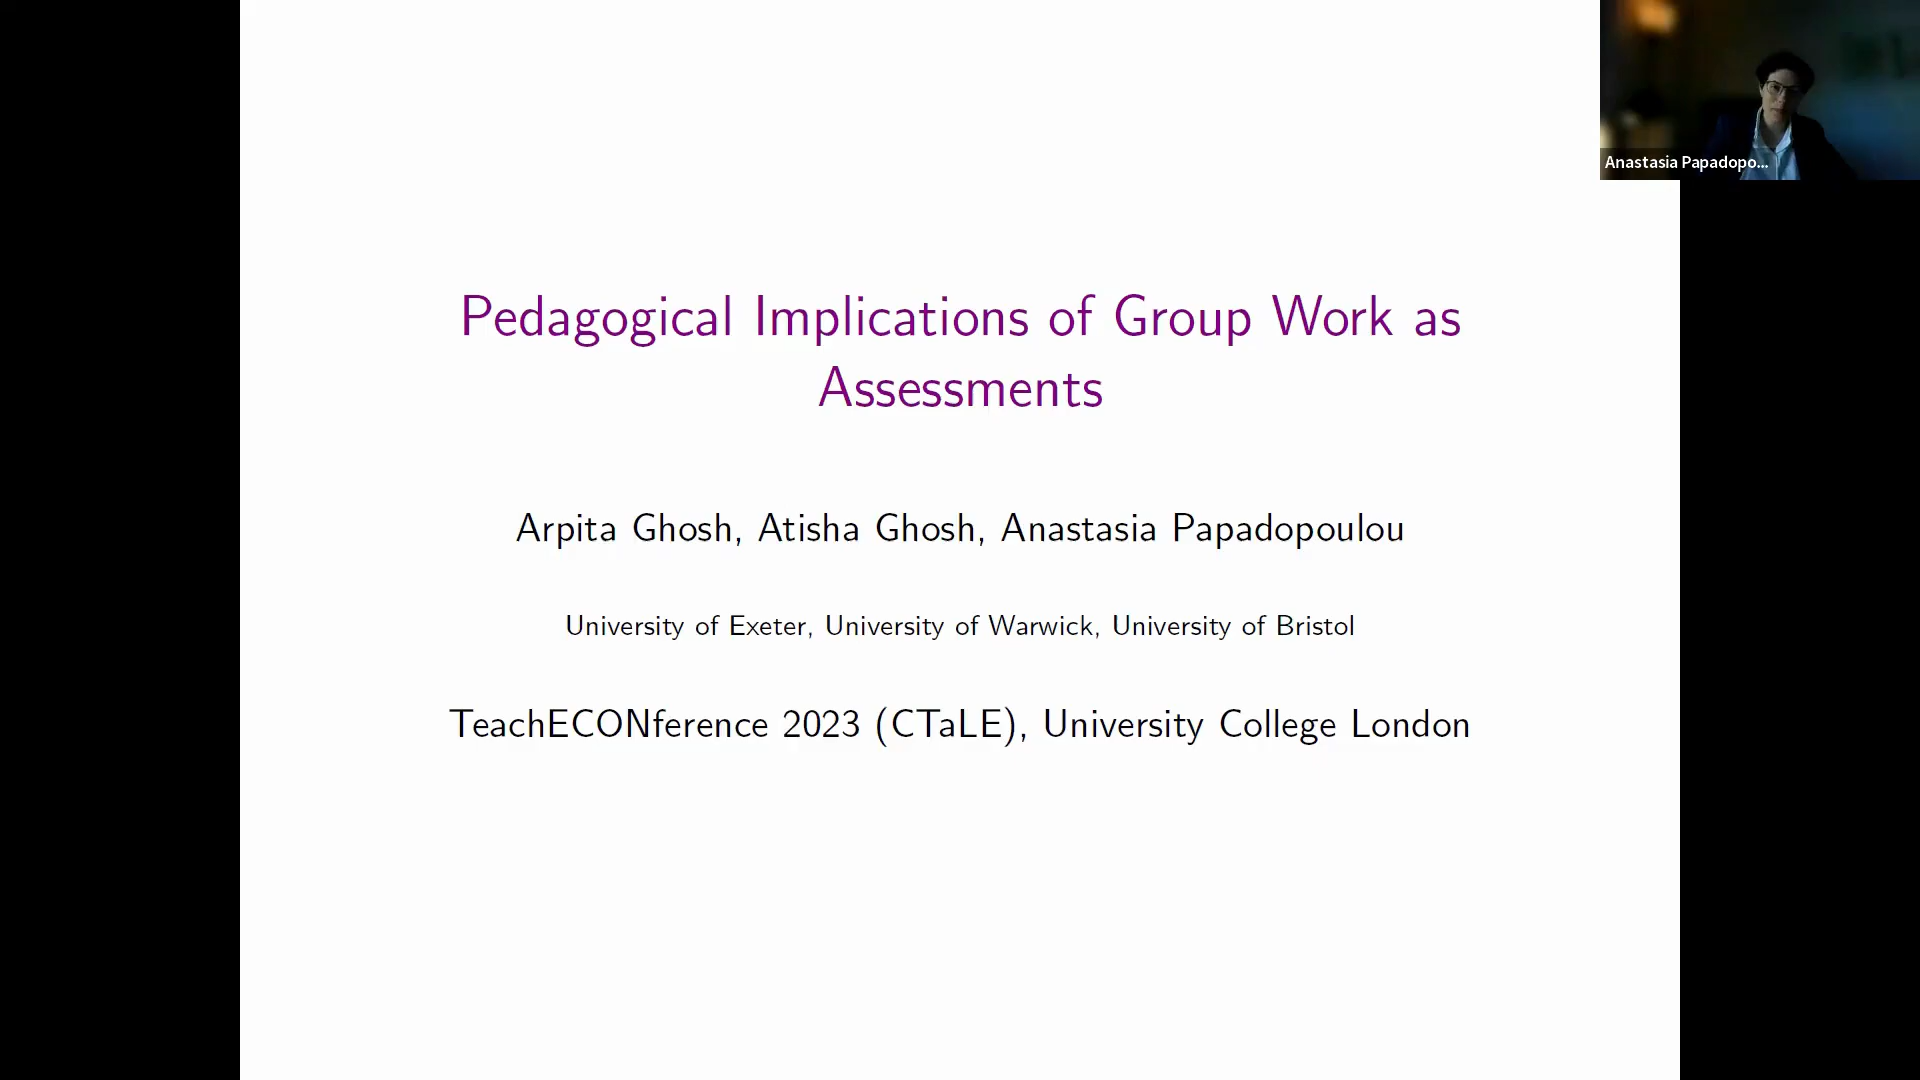 Anastasia Papadopo...
Pedagogical Implications of Group Work as
Assessments
Arpita Ghosh, Atisha Ghosh, Anastasia Papadopoulou
University of Exeter, University of Warwick, University of Bristol
TeachECONference 2023 (CTaLE), University College London